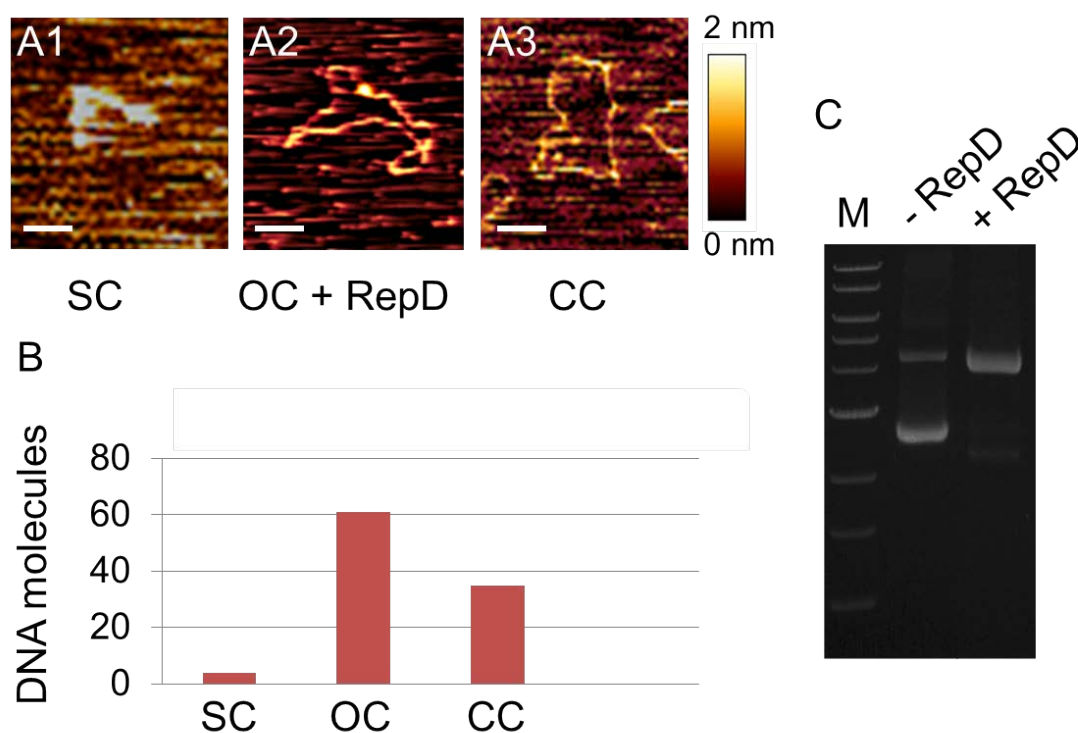 A1
A2
A3
2 nm
0 nm
SC
OC + RepD
CC
B
DNA molecules
80
60
40
20
0
SC
OC
CC
C
M
- RepD
+ RepD